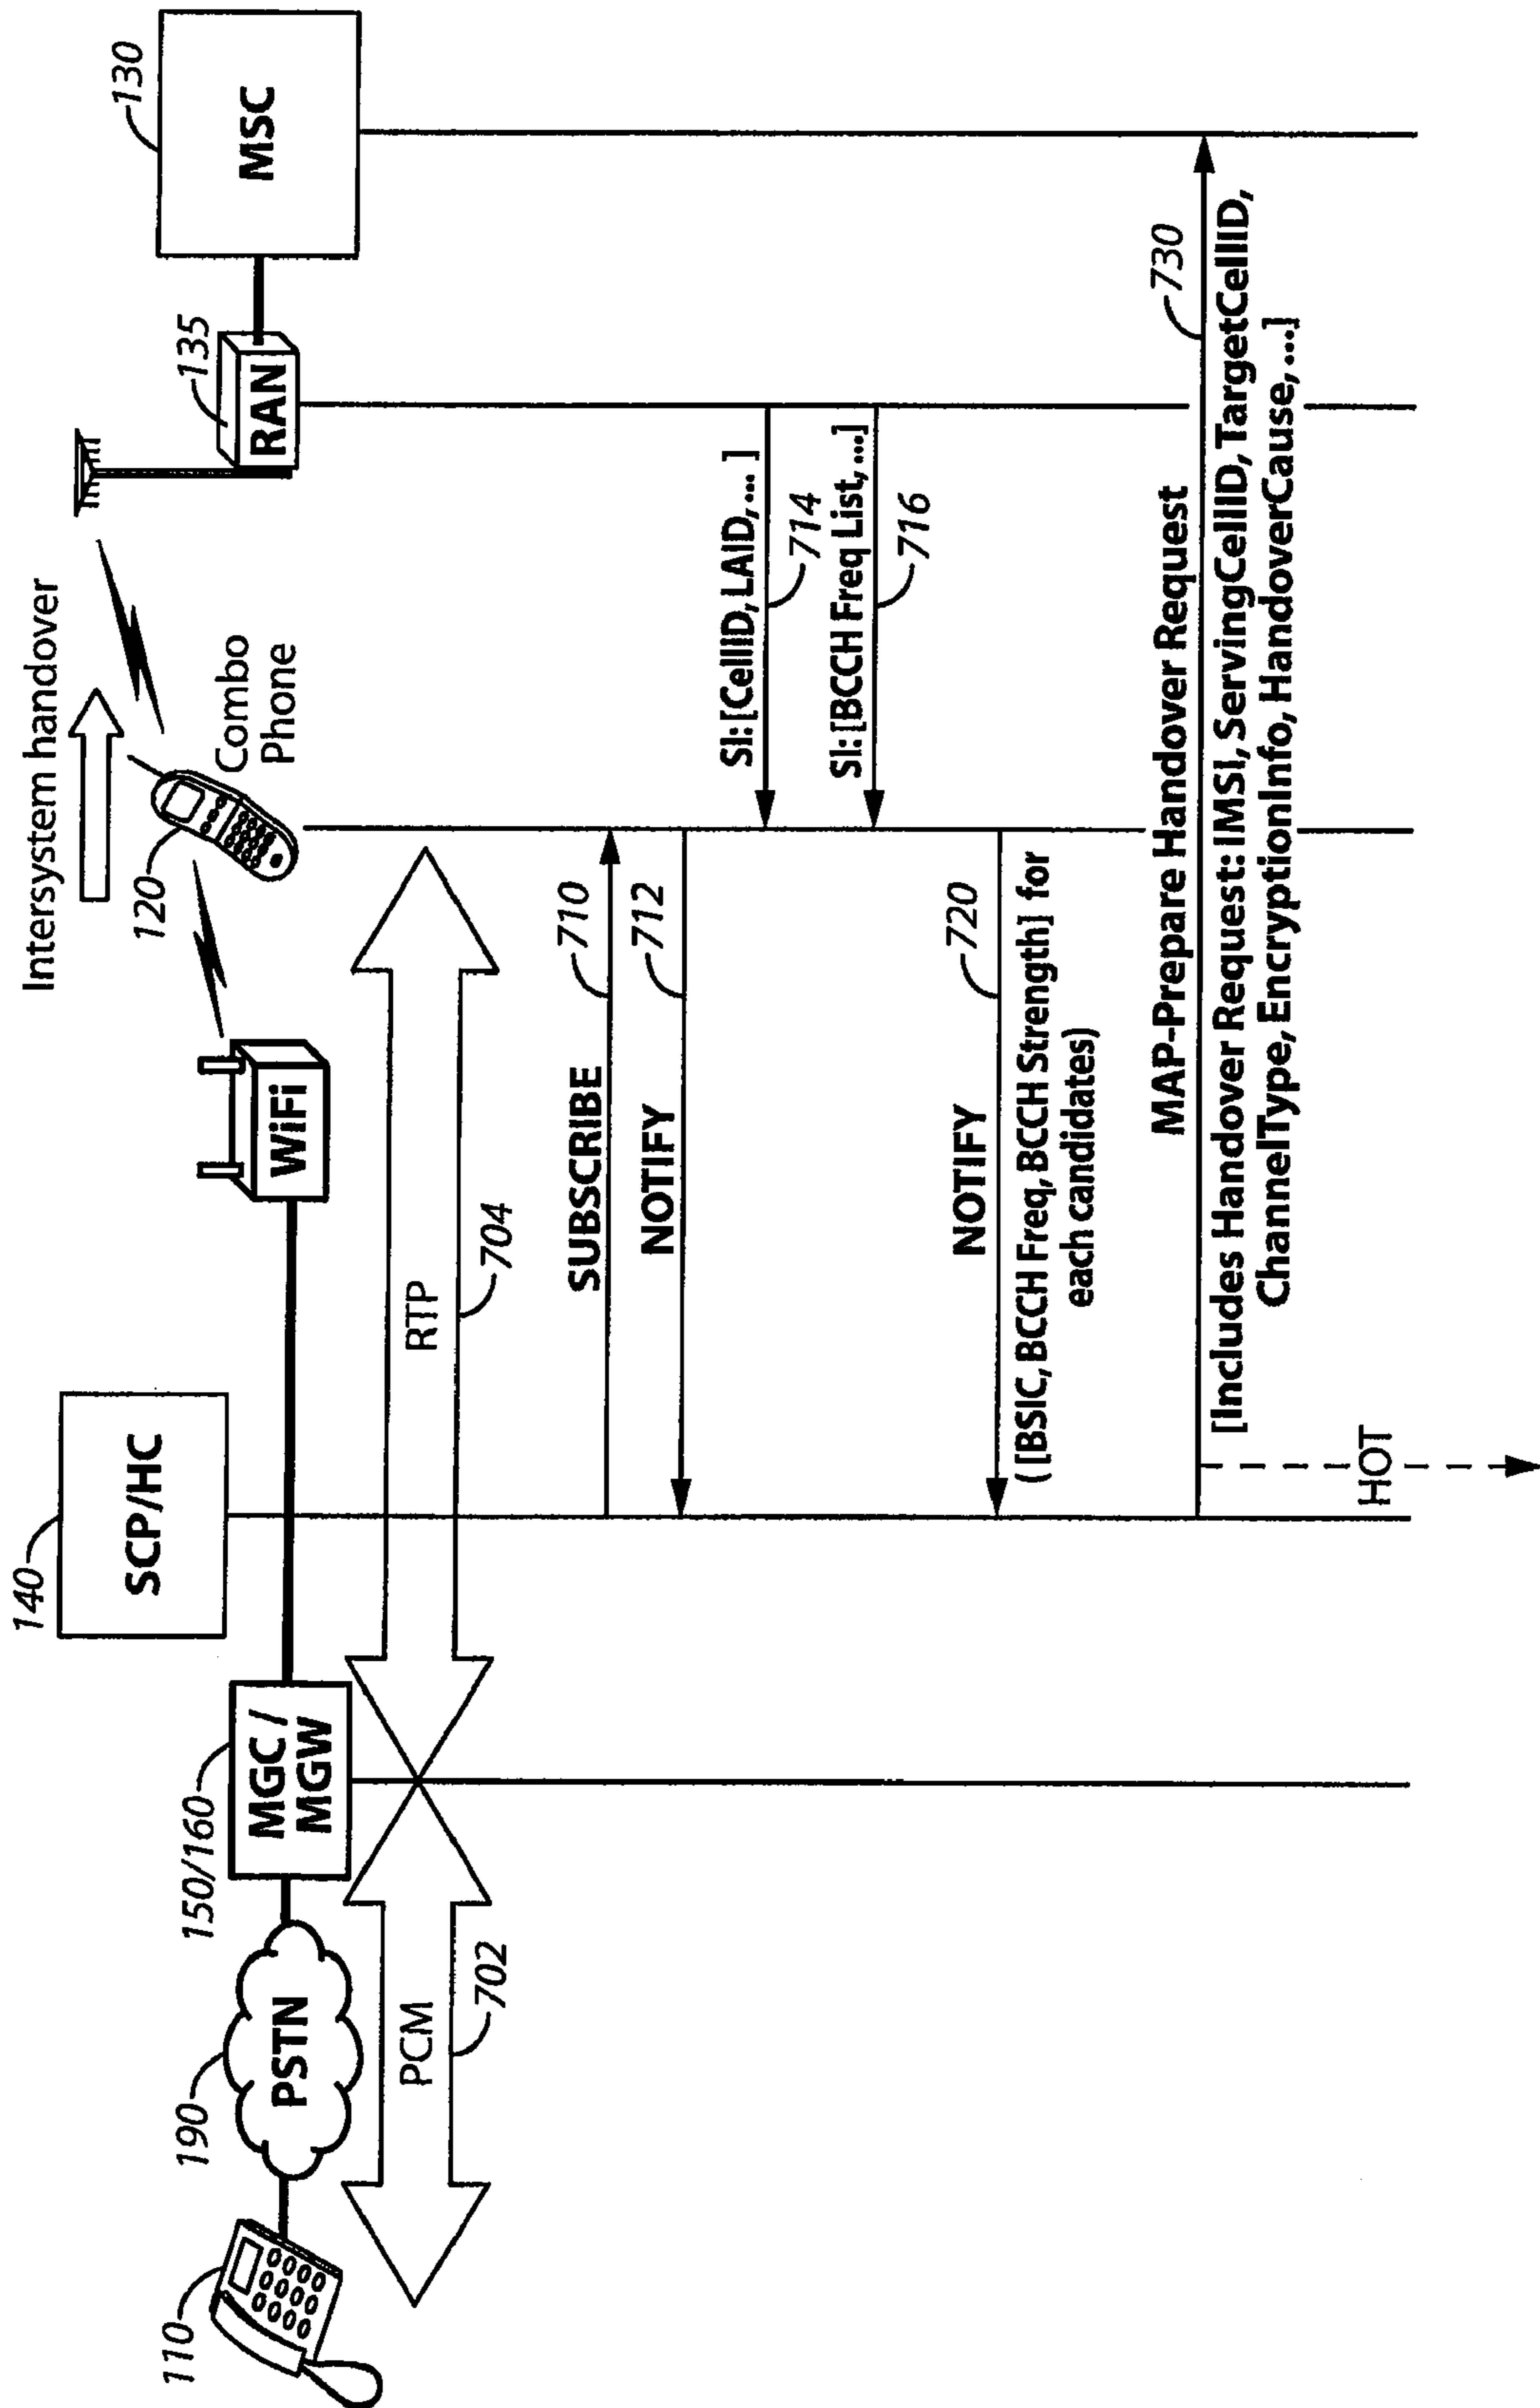 Intersystem handover
130
MSC
135
RAN
Combo
Phone
120
WiFi
140
SCP/HC
150/160
MGC /
MGW
190
PSTN
110
PCM
702
RTP
704
SUBSCRIBE
710
NOTIFY
712
SI: [CellID, LAID, ... ]
714
SI: [BCCH Freq List, ...]
716
NOTIFY
720
( [BSIC, BCCH Freq, BCCH Strength] for
each candidates)
MAP-Prepare Handover Request
730
[Includes Handover Request: IMSI, ServingCellID, TargetCellID,
ChannelType, EncryptionInfo, HandoverCause, ...]
HOT